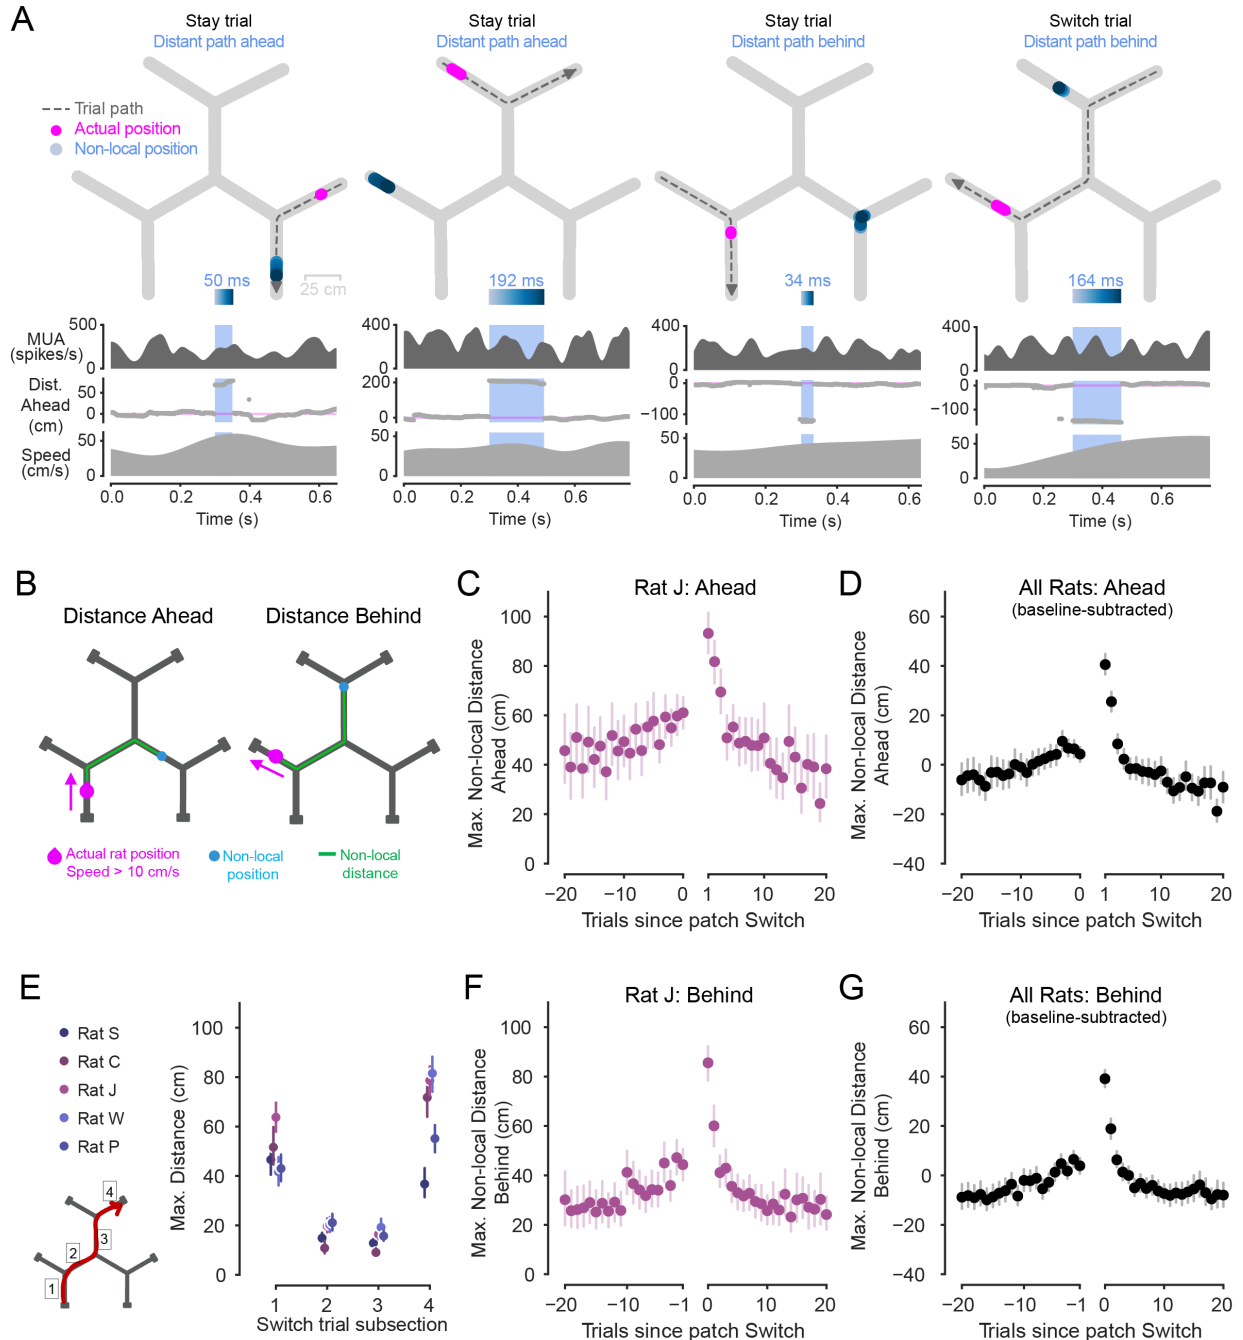 A
Stay trial
Distant path ahead
Stay trial
Distant path ahead
Stay trial
Distant path behind
Switch trial
Distant path behind
Trial path
Actual position
Non-local position
50 ms
25 cm
192 ms
34 ms
164 ms
MUA
(spikes/s)
500
0
400
0
400
0
400
0
Dist.
Ahead
(cm)
50
0
200
0
0
−100
0
−100
Speed
(cm/s)
50
0
50
0
50
0
50
0
0.0 0.2 0.4 0.6
Time (s)
0.0 0.2 0.4 0.6
Time (s)
0.0 0.2 0.4 0.6
Time (s)
0.0 0.2 0.4 0.6
Time (s)
B
Distance Ahead
Distance Behind
Actual rat position
Speed > 10 cm/s
Non-local
position
Non-local
distance
C
Rat J: Ahead
Max. Non-local Distance
Ahead (cm)
100
80
60
40
20
0
−20 −10 0 1 10 20
Trials since patch Switch
D
All Rats: Ahead
(baseline-subtracted)
Max. Non-local Distance
Ahead (cm)
60
40
20
0
−20
−40
−20 −10 0 1 10 20
Trials since patch Switch
E
Rat S
Rat C
Rat J
Rat W
Rat P
1
2
3
4
Max. Distance (cm)
100
80
60
40
20
0
1 2 3 4
Switch trial subsection
F
Rat J: Behind
Max. Non-local Distance
Behind (cm)
100
80
60
40
20
0
−20 −10 −1 0 10 20
Trials since patch Switch
G
All Rats: Behind
(baseline-subtracted)
Max. Non-local Distance
Behind (cm)
60
40
20
0
−20
−40
−20 −10 −1 0 10 20
Trials since patch Switch